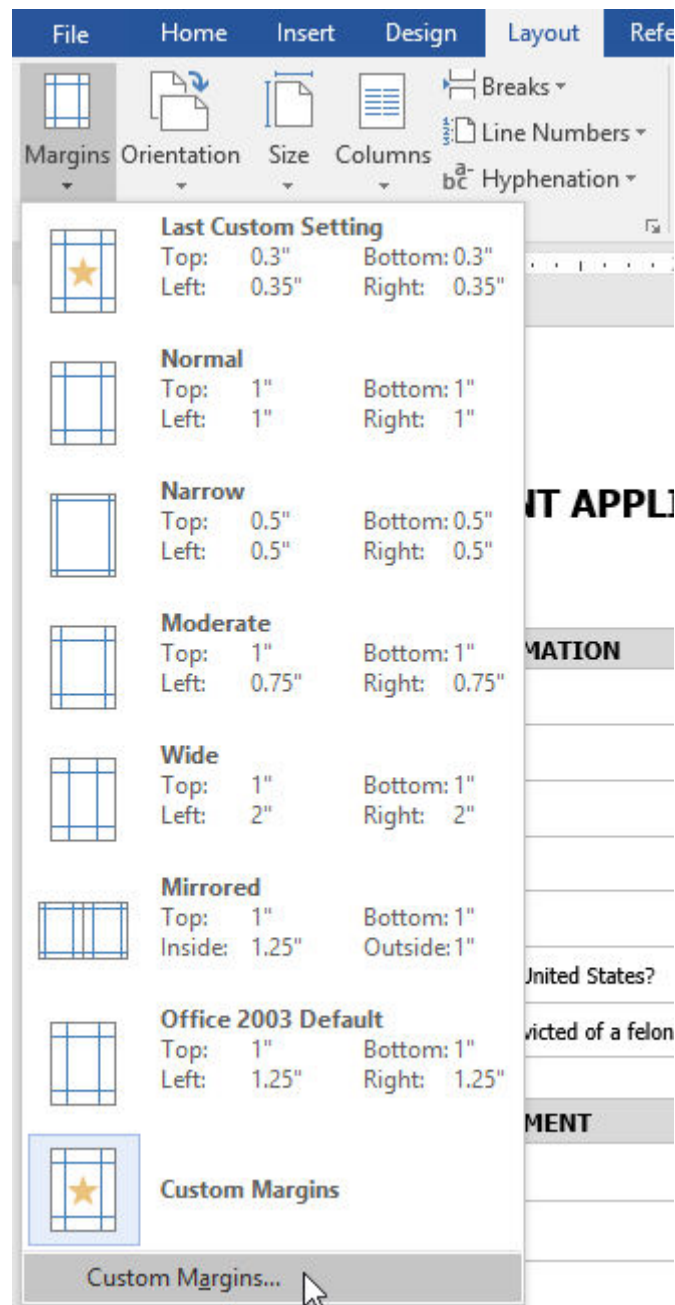 File Home Insert Design Layout Refe
Breaks
Line Numbers
Margins Orientation Size Columns
Hyphenation
Last Custom Setting
Top: 0.3" Bottom: 0.3"
Left: 0.35" Right: 0.35"
Normal
Top: 1" Bottom: 1"
Left: 1" Right: 1"
Narrow
Top: 0.5" Bottom: 0.5"
Left: 0.5" Right: 0.5"
NT APPLI
Moderate
Top: 1" Bottom: 1"
Left: 0.75" Right: 0.75"
MATION
Wide
Top: 1" Bottom: 1"
Left: 2" Right: 2"
Mirrored
Top: 1" Bottom: 1"
Inside: 1.25" Outside: 1"
United States?
Office 2003 Default
Top: 1" Bottom: 1"
Left: 1.25" Right: 1.25"
victed of a felon
MENT
Custom Margins
Custom Margins...